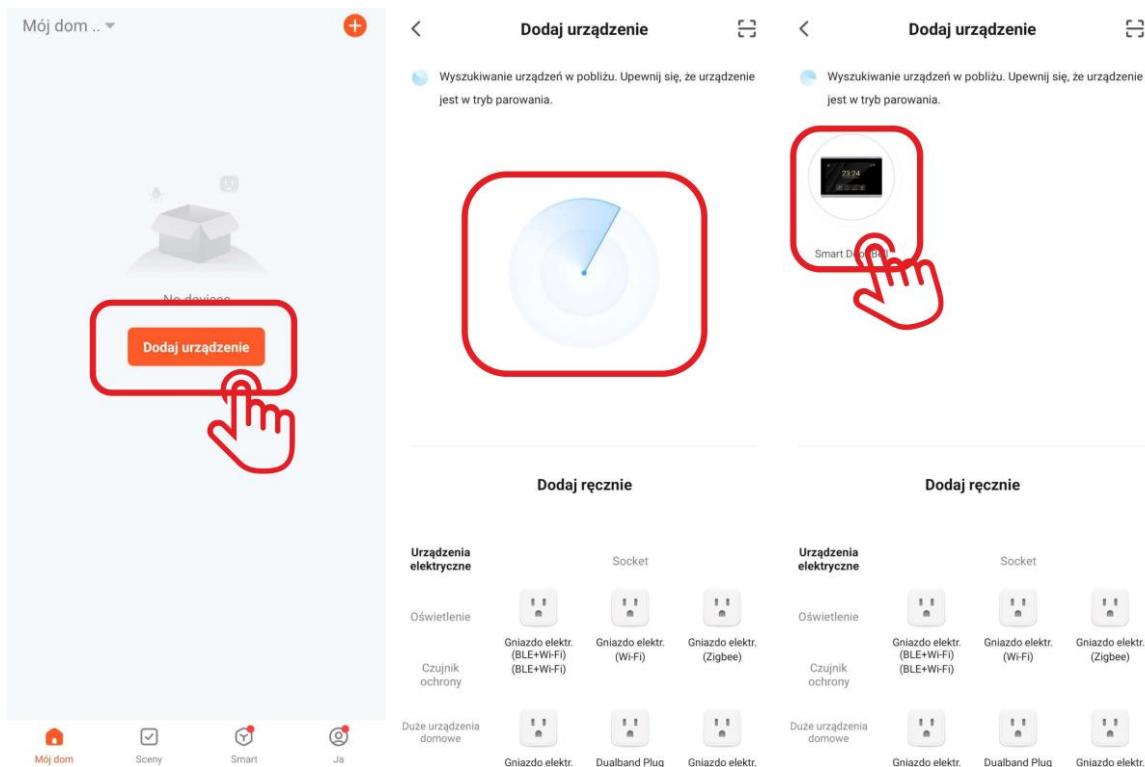 Mój dom ..
No devices
Dodaj urządzenie
Mój dom
Sceny
Smart
Ja
Dodaj urządzenie
Wyszukiwanie urządzeń w pobliżu. Upewnij się, że urządzenie
jest w tryb parowania.
Dodaj ręcznie
Urządzenia
elektryczne
Socket
Oświetlenie
Gniazdo elektr.
(BLE+Wi-Fi)
(BLE+Wi-Fi)
Gniazdo elektr.
(Wi-Fi)
Gniazdo elektr.
(Zigbee)
Czujnik
ochrony
Duże urządzenia
domowe
Gniazdo elektr.
Dualband Plug
Gniazdo elektr.
Dodaj urządzenie
Wyszukiwanie urządzeń w pobliżu. Upewnij się, że urządzenie
jest w tryb parowania.
23:24
Smart
Dodaj ręcznie
Urządzenia
elektryczne
Socket
Oświetlenie
Gniazdo elektr.
(BLE+Wi-Fi)
(BLE+Wi-Fi)
Gniazdo elektr.
(Wi-Fi)
Gniazdo elektr.
(Zigbee)
Czujnik
ochrony
Duże urządzenia
domowe
Gniazdo elektr.
Dualband Plug
Gniazdo elektr.